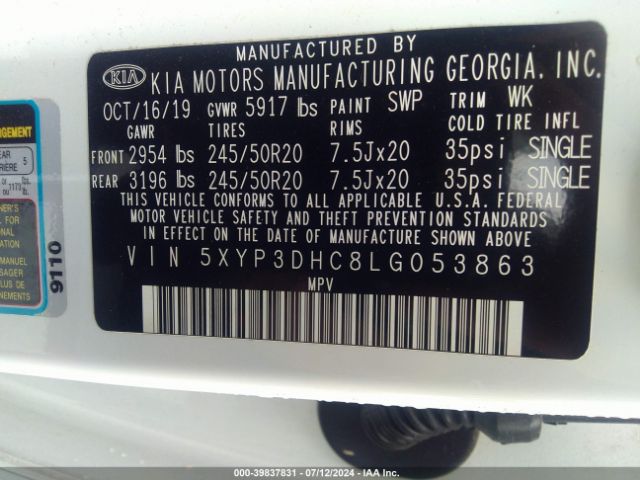 MANUFACTURED BY
KIA KIA MOTORS MANUFACTURING GEORGIA, INC.
OCT/16/19 GVWR 5917 lbs PAINT SWP TRIM WK
GAWR TIRES RIMS COLD TIRE INFL
FRONT 2954 lbs 245/50R20 7.5Jx20 35psi SINGLE
REAR 3196 lbs 245/50R20 7.5Jx20 35psi SINGLE
THIS VEHICLE CONFORMS TO ALL APPLICABLE U.S.A. FEDERAL
MOTOR VEHICLE SAFETY AND THEFT PREVENTION STANDARDS
IN EFFECT ON THE DATE OF MANUFACTURE SHOWN ABOVE
VIN 5XYP3DHC8LG053863
MPV
9110
000-39837831 - 07/12/2024 - IAA Inc.